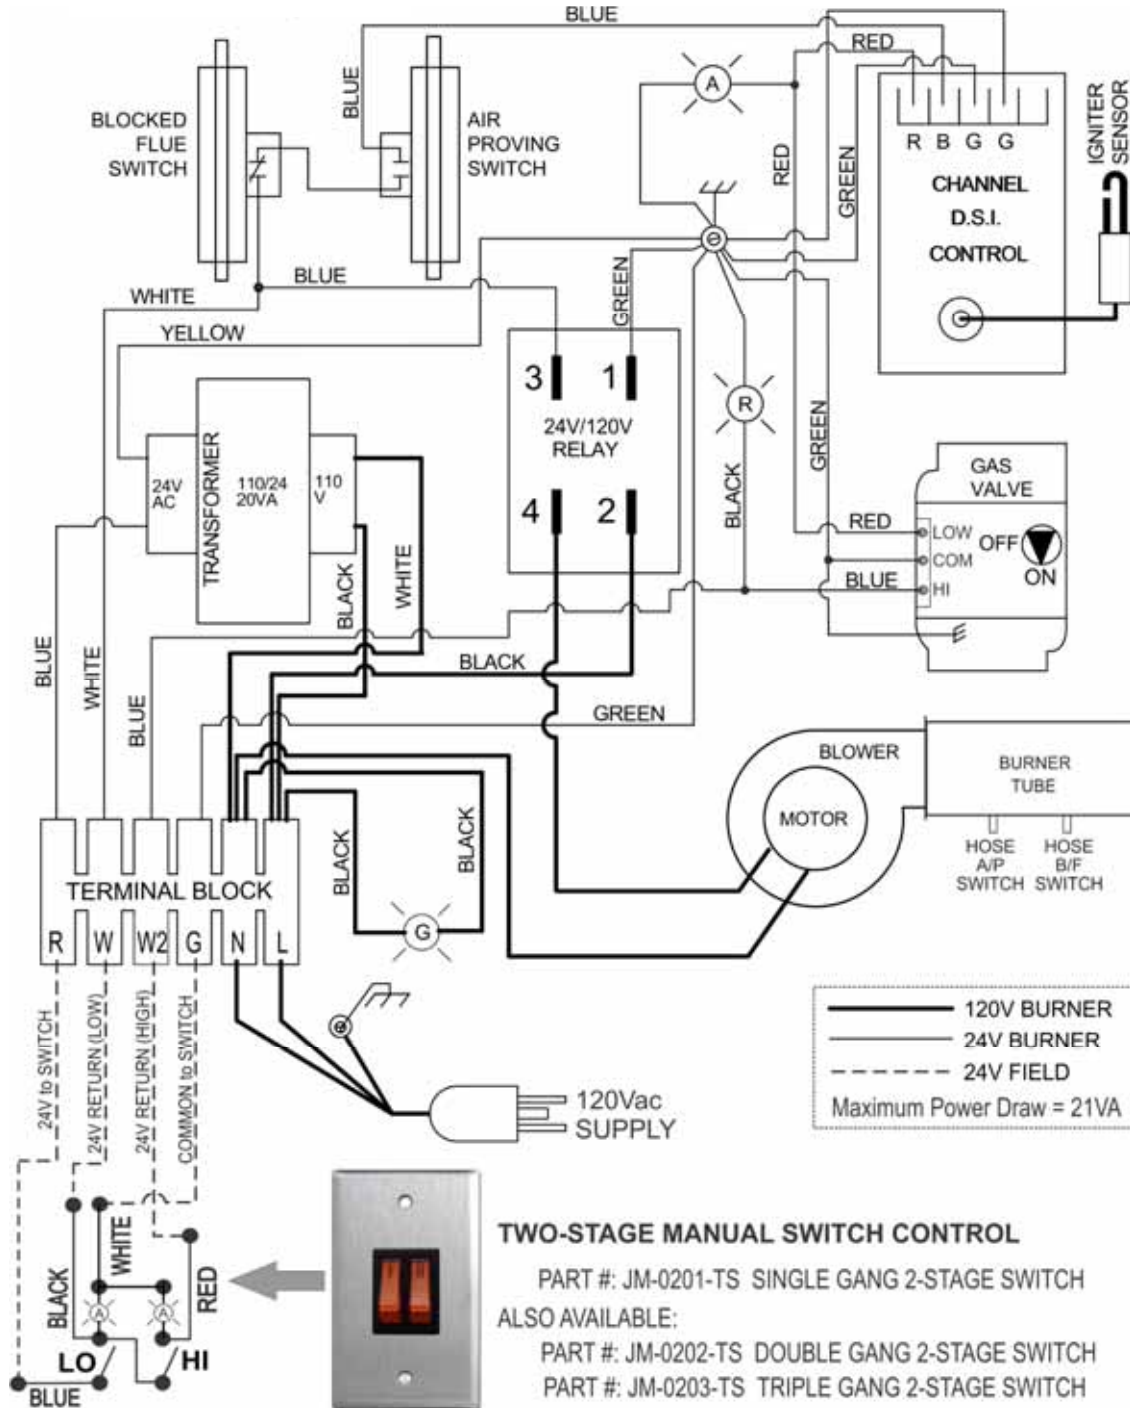 BLUE
RED
A
BLOCKED
FLUE
SWITCH
BLUE
AIR
PROVING
SWITCH
RED
GREEN
R B G G
CHANNEL
D.S.I.
CONTROL
IGNITER
SENSOR
BLUE
WHITE
YELLOW
GREEN
3 1
24V/120V
RELAY
4 2
R
BLACK
GREEN
GAS
VALVE
RED
LOW
OFF
COM
ON
BLUE
HI
24V
AC
TRANSFORMER
110/24
20VA
110
V
BLACK
WHITE
BLUE
WHITE
BLUE
BLACK
GREEN
BLOWER
MOTOR
BURNER
TUBE
HOSE
A/P
SWITCH
HOSE
B/F
SWITCH
BLACK
BLACK
TERMINAL BLOCK
R W W2 G N L
G
24V to SWITCH
24V RETURN (LOW)
24V RETURN (HIGH)
COMMON to SWITCH
120Vac
SUPPLY
120V BURNER
24V BURNER
24V FIELD
Maximum Power Draw = 21VA
BLACK
WHITE
RED
A
A
LO
HI
BLUE
TWO-STAGE MANUAL SWITCH CONTROL
PART #: JM-0201-TS SINGLE GANG 2-STAGE SWITCH
ALSO AVAILABLE:
PART #: JM-0202-TS DOUBLE GANG 2-STAGE SWITCH
PART #: JM-0203-TS TRIPLE GANG 2-STAGE SWITCH